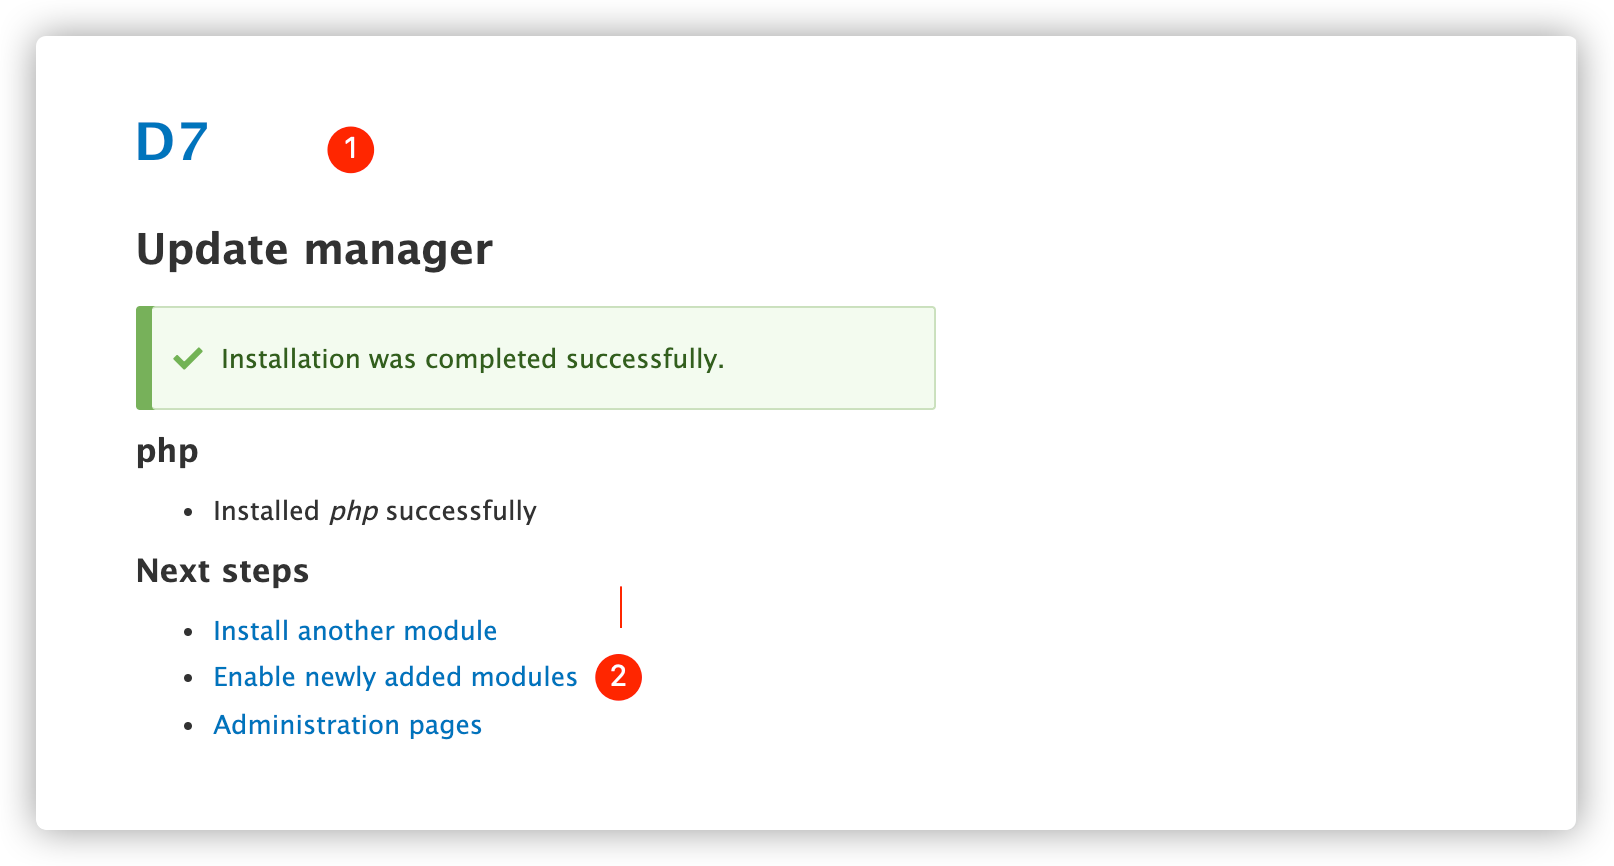 D7
1
Update manager
Installation was completed successfully.
php
Installed php successfully
Next steps
Install another module
Enable newly added modules 2
Administration pages